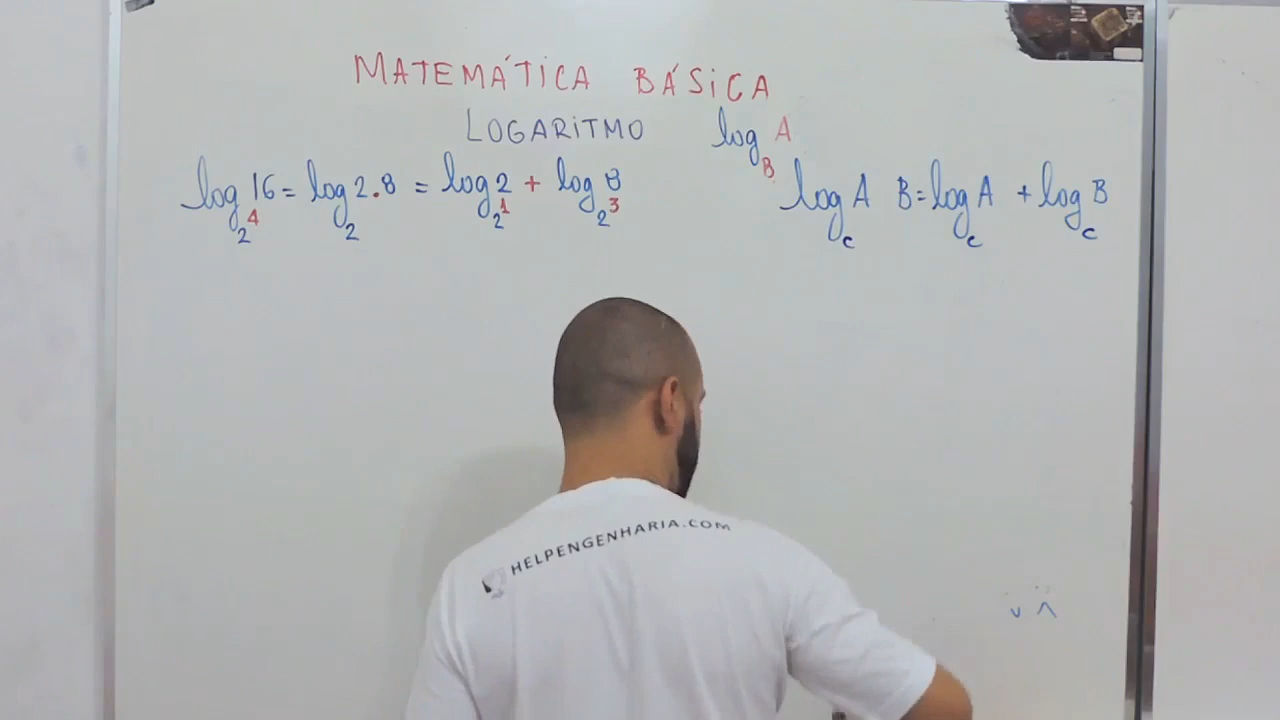 MATEMÁTICA BÁSiCA
LOGARiTMO
log_B A
log_2 16 = log_2 2.8 = log_2 2 + log_2 8
4 1 3
log_c A B = log_c A + log_c B
HELPENGENHARIA.COM
v ^